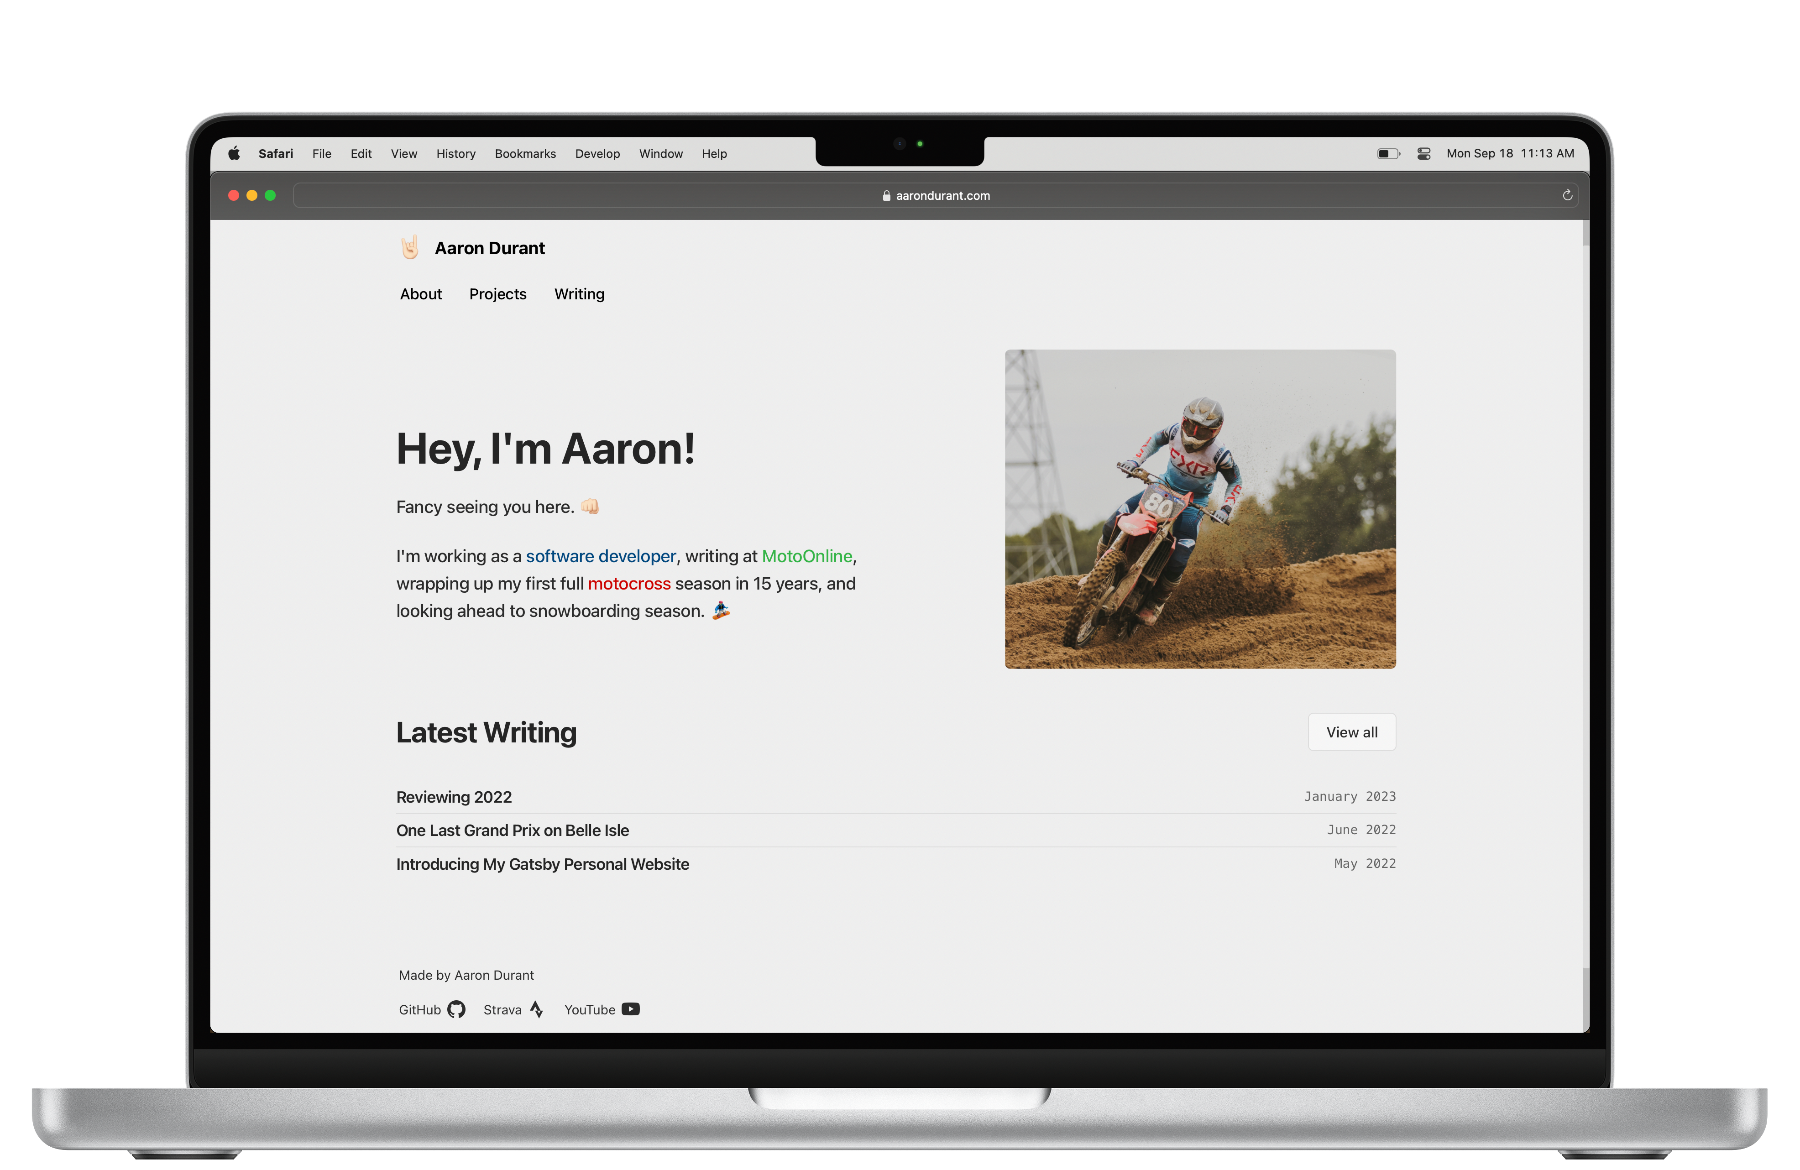 Safari File Edit View History Bookmarks Develop Window Help Mon Sep 18 11:13 AM
aarondurant.com
🤘🏻 Aaron Durant
About Projects Writing
Hey, I'm Aaron!
Fancy seeing you here. 👊🏻
I'm working as a software developer, writing at MotoOnline,
wrapping up my first full motocross season in 15 years, and
looking ahead to snowboarding season. 🏂
FXR
80
Latest Writing
View all
Reviewing 2022 January 2023
One Last Grand Prix on Belle Isle June 2022
Introducing My Gatsby Personal Website May 2022
Made by Aaron Durant
GitHub Strava YouTube